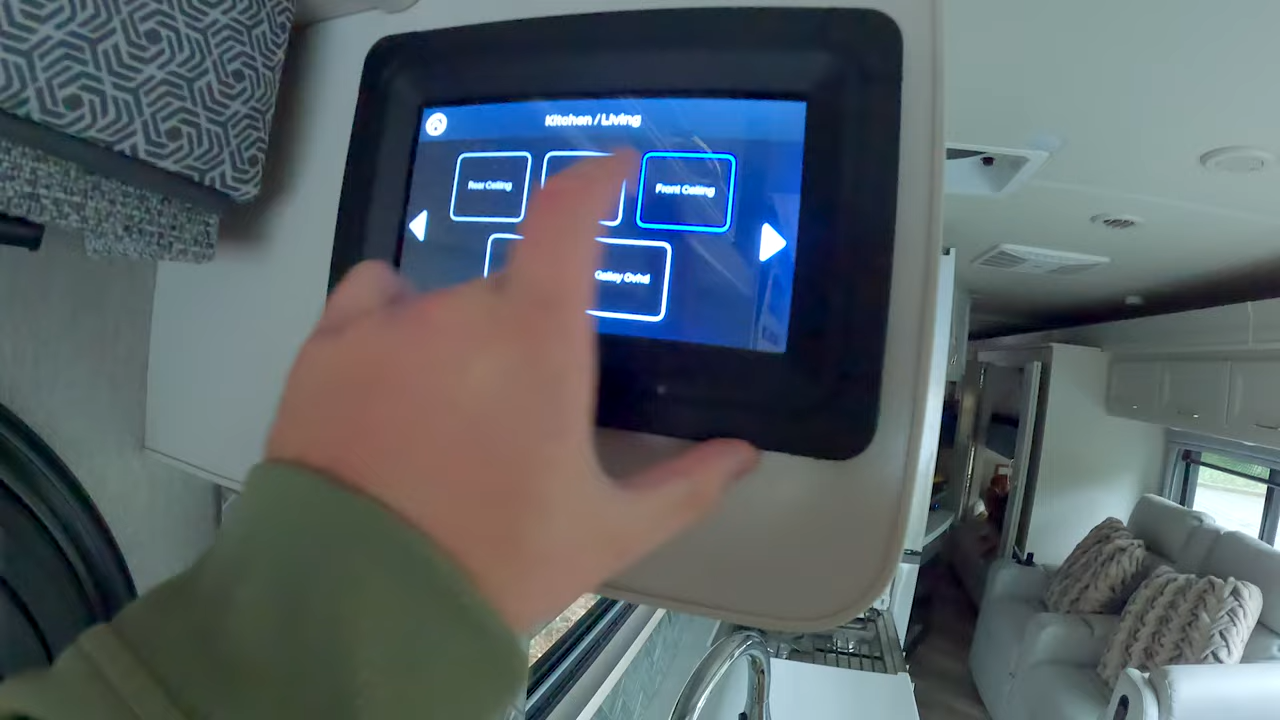 Kitchen / Living
Rear Ceiling
Front Ceiling
Galley Ovhd